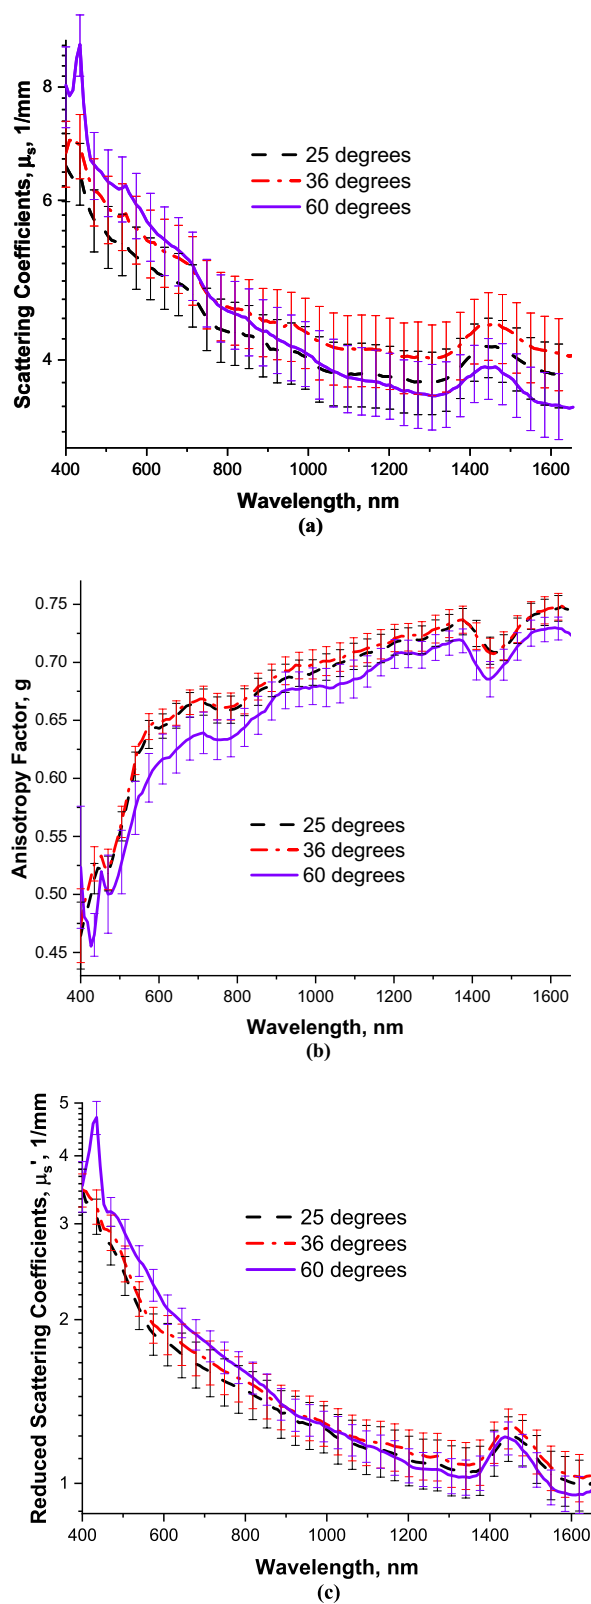 8
6
4
Scattering Coefficients, μs, 1/mm
25 degrees
36 degrees
60 degrees
400 600 800 1000 1200 1400 1600
Wavelength, nm
(a)
0.75
0.70
0.65
0.60
0.55
0.50
0.45
Anisotropy Factor, g
25 degrees
36 degrees
60 degrees
400 600 800 1000 1200 1400 1600
Wavelength, nm
(b)
5
4
3
2
1
Reduced Scattering Coefficients, μs', 1/mm
25 degrees
36 degrees
60 degrees
400 600 800 1000 1200 1400 1600
Wavelength, nm
(c)